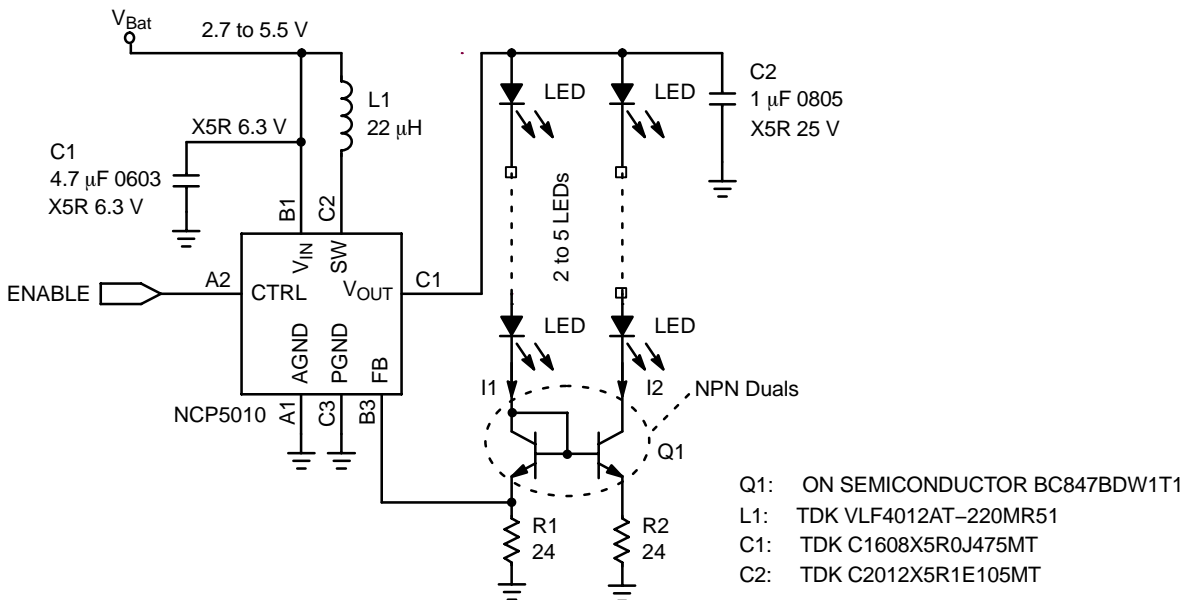 VBat
2.7 to 5.5 V
L1
22 μH
X5R 6.3 V
C1
4.7 μF 0603
X5R 6.3 V
B1
C2
LED
LED
C2
1 μF 0805
X5R 25 V
2 to 5 LEDs
ENABLE
A2
CTRL
VIN
SW
VOUT
C1
AGND
PGND
FB
LED
LED
NCP5010
A1
C3
B3
I1
I2
NPN Duals
Q1
R1
24
R2
24
Q1: ON SEMICONDUCTOR BC847BDW1T1
L1: TDK VLF4012AT−220MR51
C1: TDK C1608X5R0J475MT
C2: TDK C2012X5R1E105MT